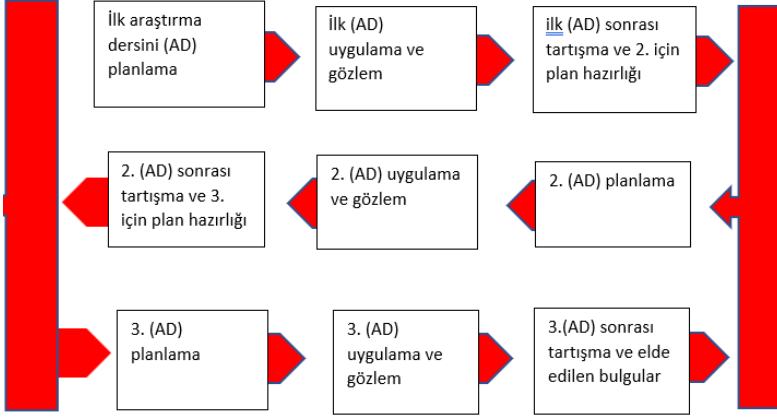 İlk araştırma
dersini (AD)
planlama
İlk (AD)
uygulama ve
gözlem
ilk (AD) sonrası
tartışma ve 2. için
plan hazırlığı
2. (AD) sonrası
tartışma ve 3.
için plan hazırlığı
2. (AD) uygulama
ve gözlem
2. (AD) planlama
3. (AD)
planlama
3. (AD)
uygulama ve
gözlem
3.(AD) sonrası
tartışma ve elde
edilen bulgular